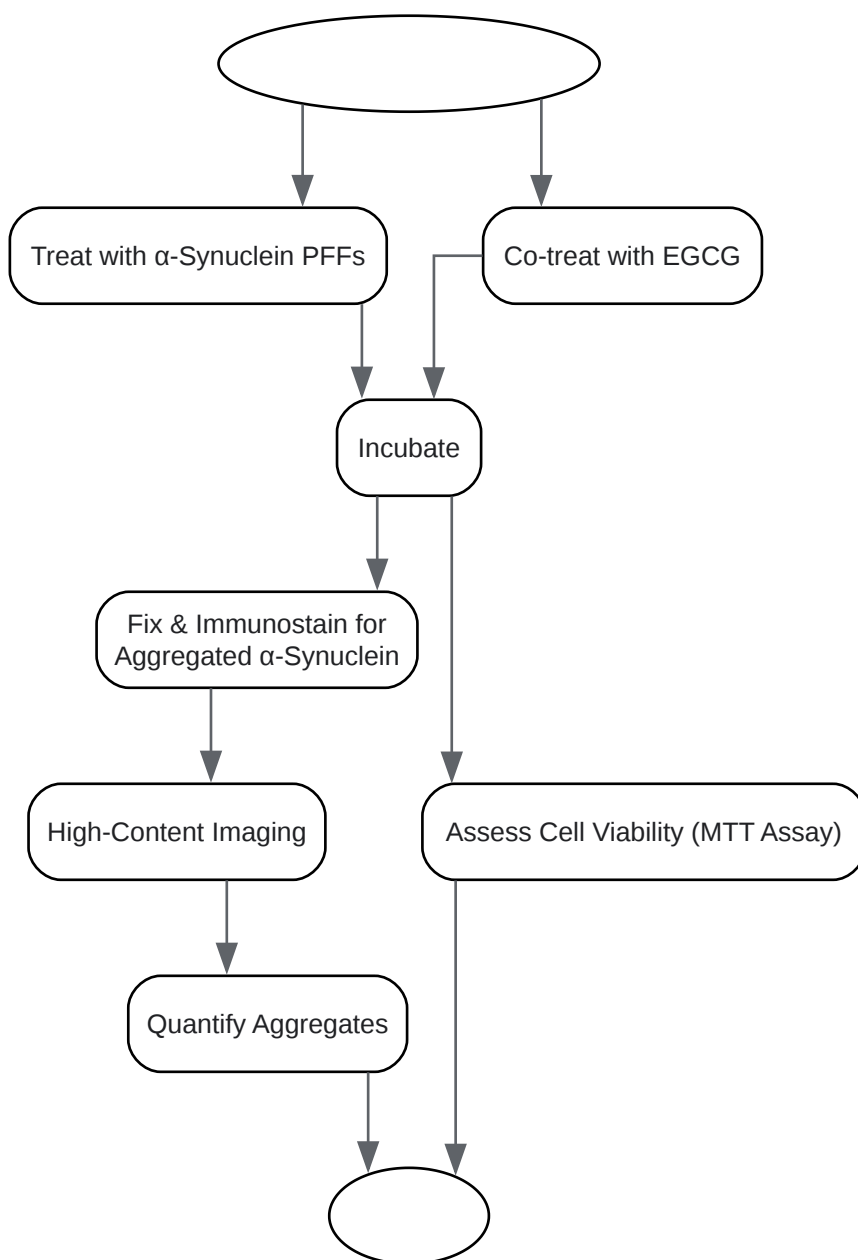 Treat with α-Synuclein PFFs
Co-treat with EGCG
Incubate
Fix & Immunostain for
Aggregated α-Synuclein
High-Content Imaging
Assess Cell Viability (MTT Assay)
Quantify Aggregates